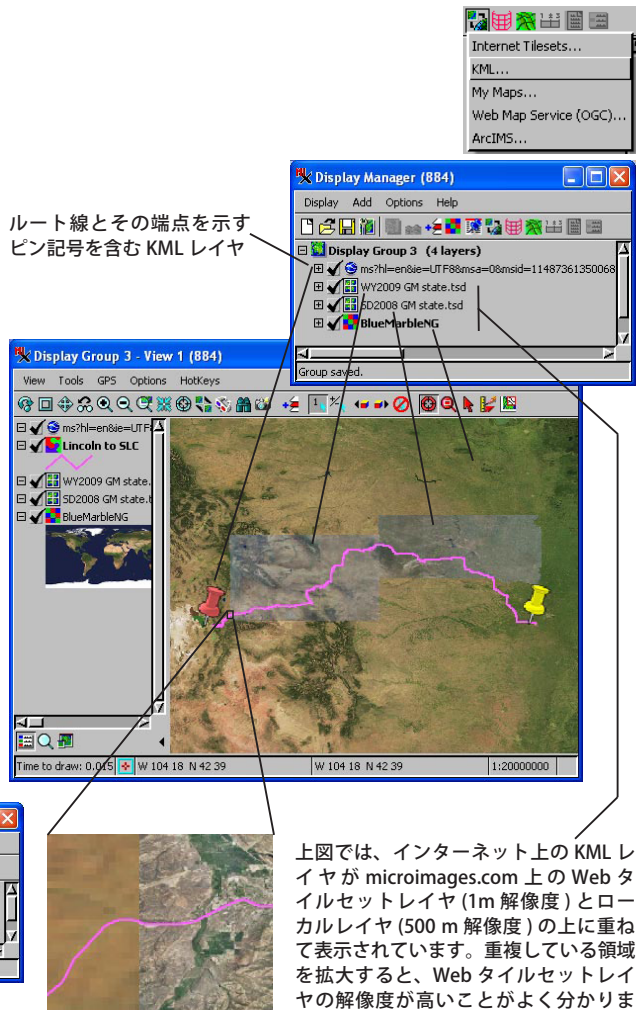 Internet Tilesets...
KML...
My Maps...
Web Map Service (OGC)...
ArcIMS...
Display Manager (884)
Display Add Options Help
Display Group 3 (4 layers)
ms?hl=en&ie=UTF8&msa=0&msid=11487361350068
WY2009 GM state.tsd
SD2008 GM state.tsd
BlueMarbleNG
Group saved.
ルート線とその端点を示す
ピン記号を含む KML レイヤ
Display Group 3 - View 1 (884)
View Tools GPS Options HotKeys
ms?hl=en&ie=UTF8
Lincoln to SLC
WY2009 GM state.
SD2008 GM state.t
BlueMarbleNG
Time to draw: 0.015 W 104 18 N 42 39 W 104 18 N 42 39 1:20000000
上図では、インターネット上の KML レ
イヤが microimages.com 上の Web タ
イルセットレイヤ (1m 解像度 ) とロー
カルレイヤ (500 m 解像度 ) の上に重ね
て表示されています。重複している領域
を拡大すると、Web タイルセットレイ
ヤの解像度が高いことがよく分かりま